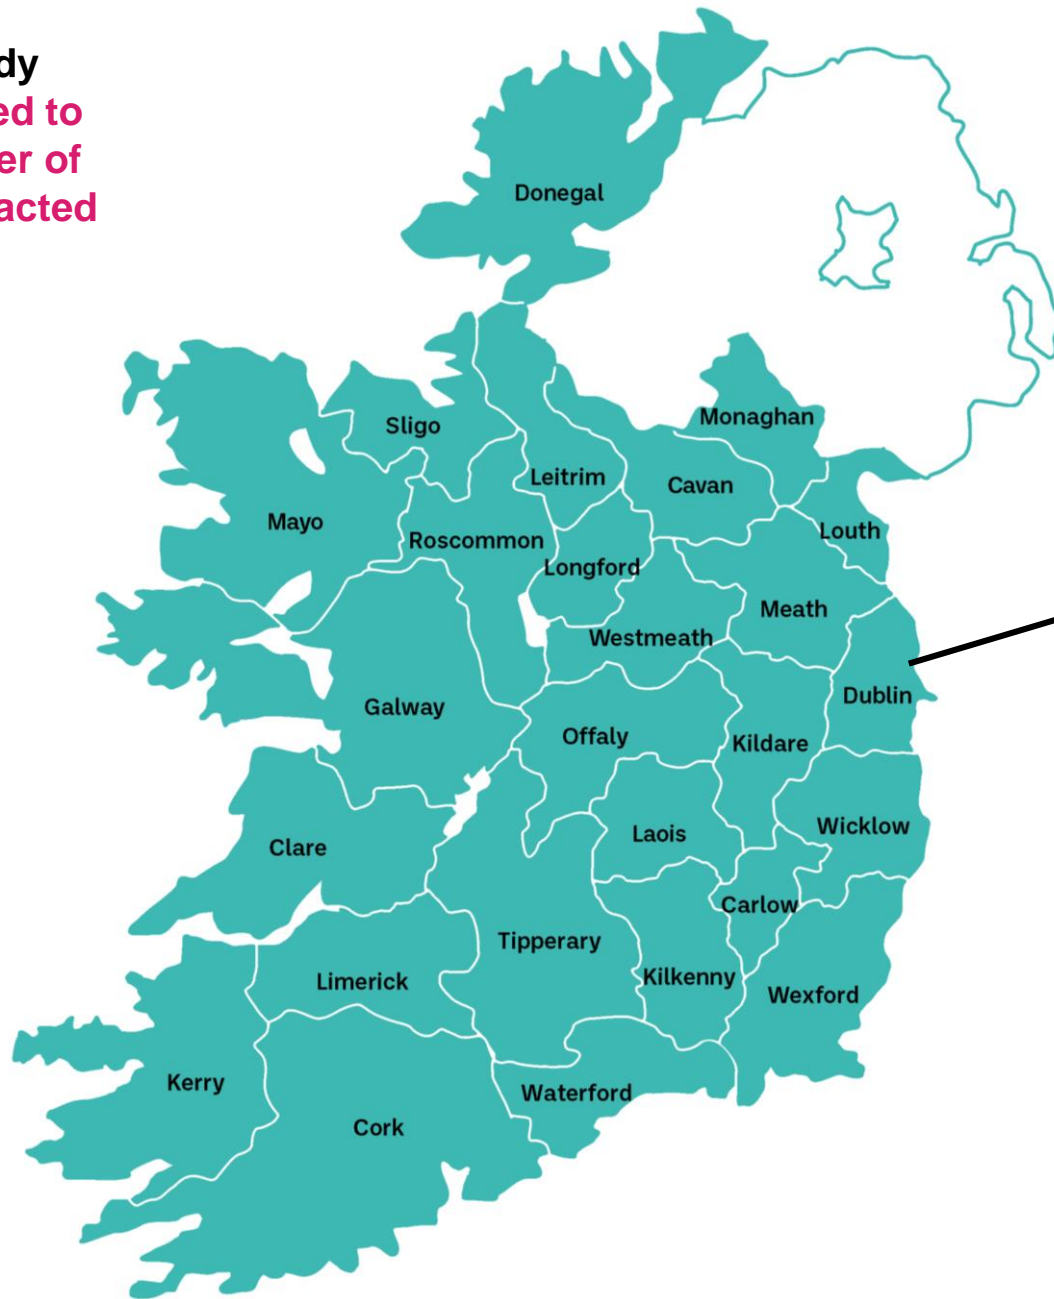 dy
ed to
er of
acted
Donegal
Monaghan
Sligo
Leitrim
Cavan
Mayo
Louth
Roscommon
Longford
Meath
Westmeath
Dublin
Galway
Offaly
Kildare
Wicklow
Laois
Clare
Carlow
Tipperary
Kilkenny
Limerick
Wexford
Kerry
Waterford
Cork